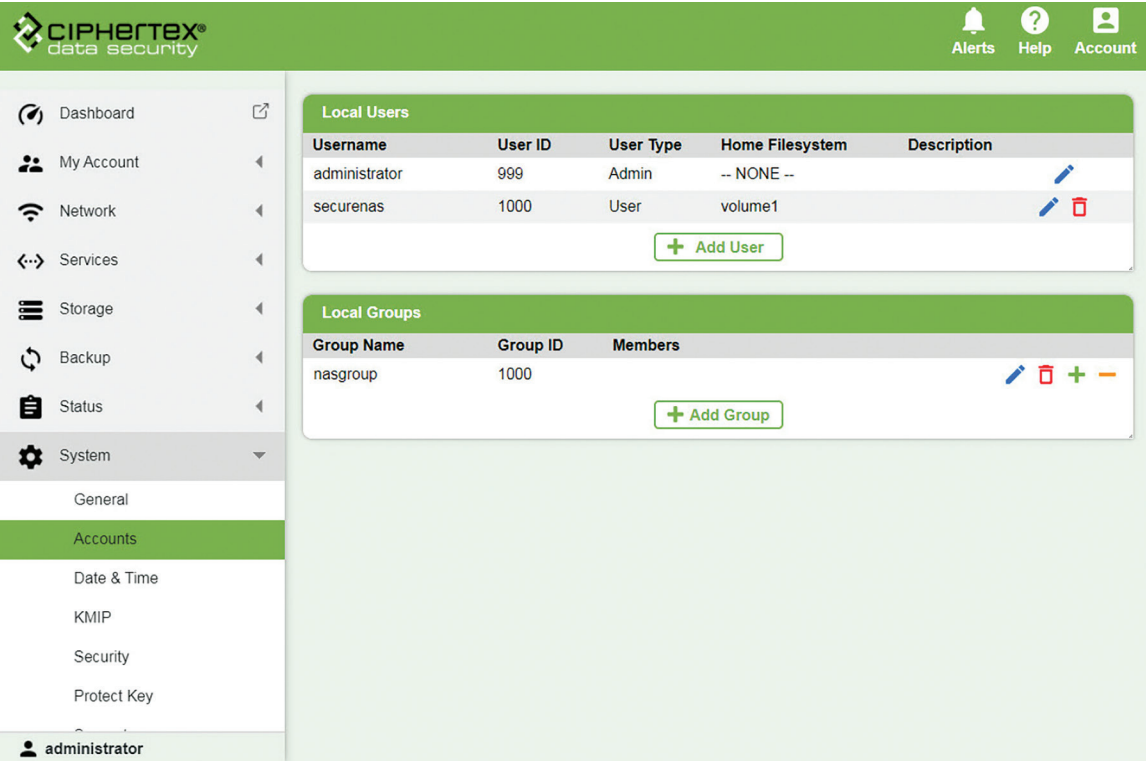 CIPHERTEX®
data security
Alerts Help Account
Dashboard
My Account
Network
Services
Storage
Backup
Status
System
General
Accounts
Date & Time
KMIP
Security
Protect Key
administrator
Local Users
Username User ID User Type Home Filesystem Description
administrator 999 Admin -- NONE --
securenas 1000 User volume1
Add User
Local Groups
Group Name Group ID Members
nasgroup 1000
Add Group